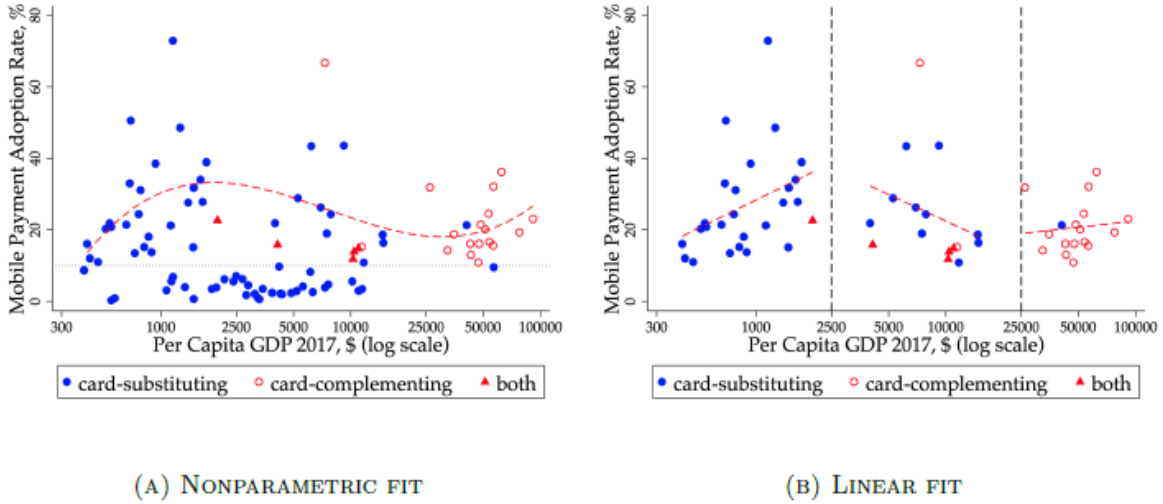 Mobile Payment Adoption Rate, %
80
60
40
20
0
300 1000 2500 5000 10000 25000 50000 100000
Per Capita GDP 2017, $ (log scale)
card-substituting card-complementing both
(A) NONPARAMETRIC FIT
Mobile Payment Adoption Rate, %
80
60
40
20
0
300 1000 2500 5000 10000 25000 50000 100000
Per Capita GDP 2017, $ (log scale)
card-substituting card-complementing both
(B) LINEAR FIT